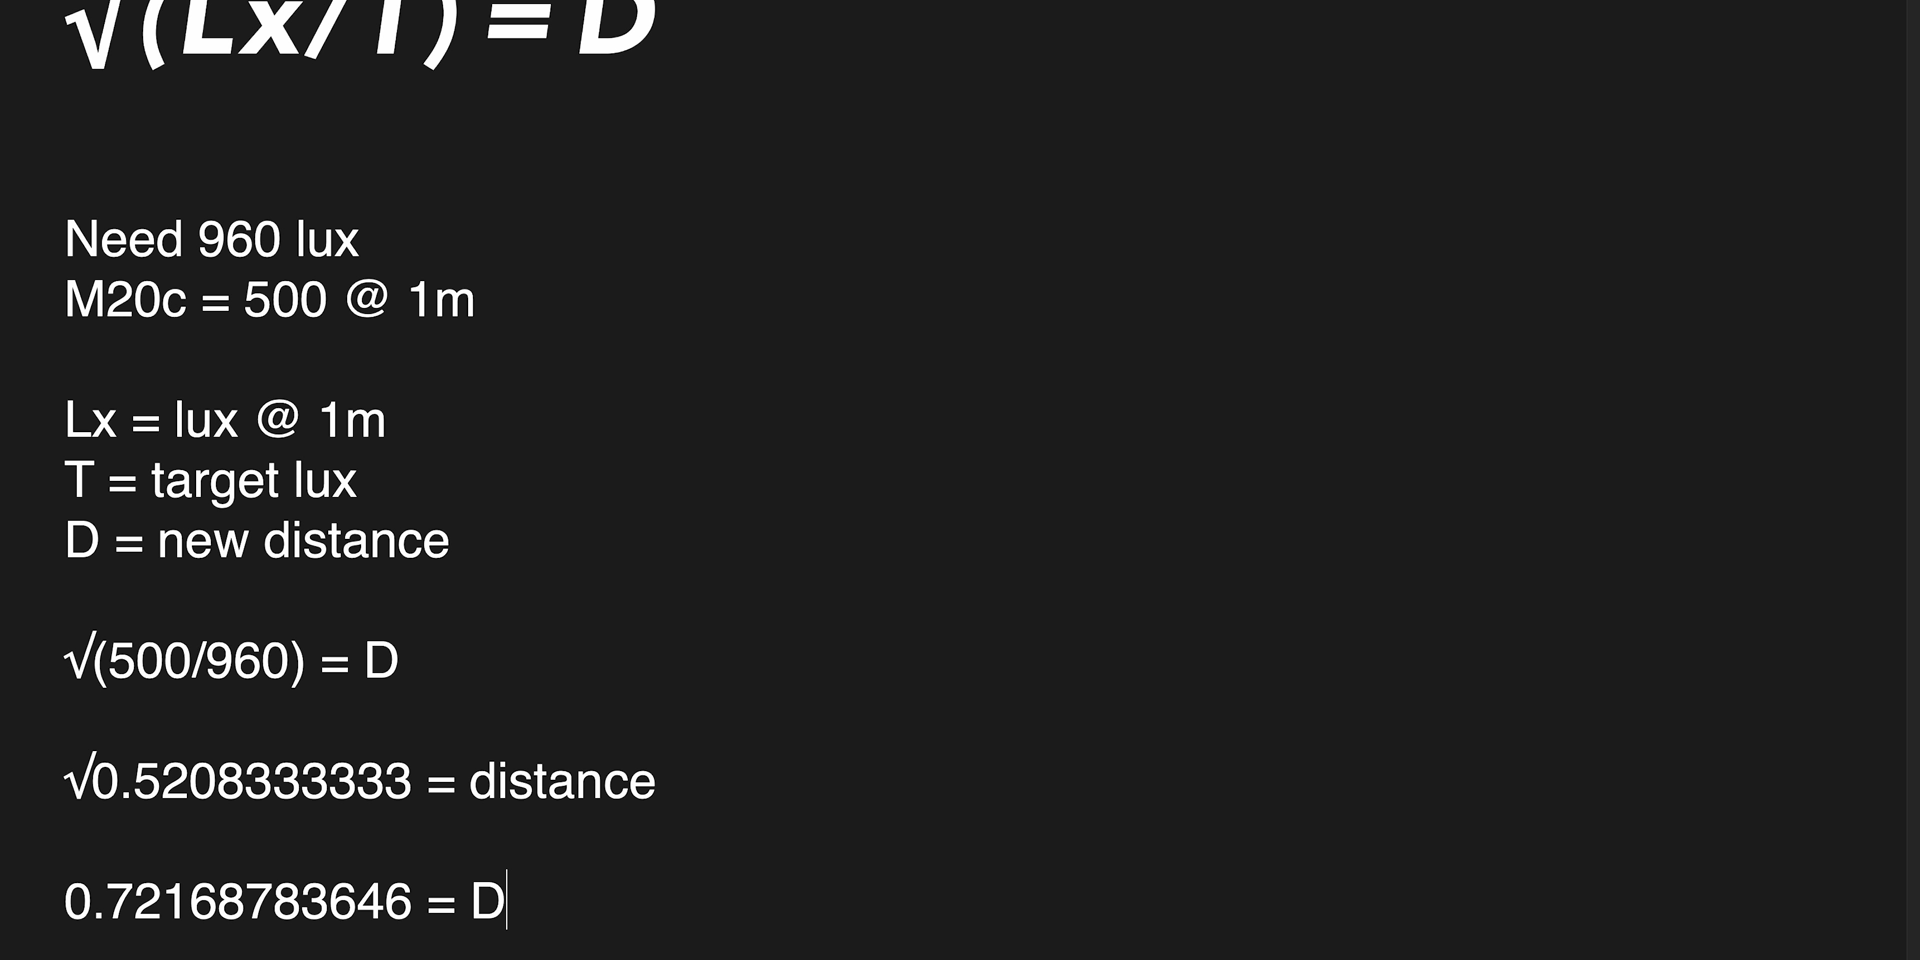 √(Lx/T) = D
Need 960 lux
M20c = 500 @ 1m
Lx = lux @ 1m
T = target lux
D = new distance
√(500/960) = D
√0.5208333333 = distance
0.72168783646 = D